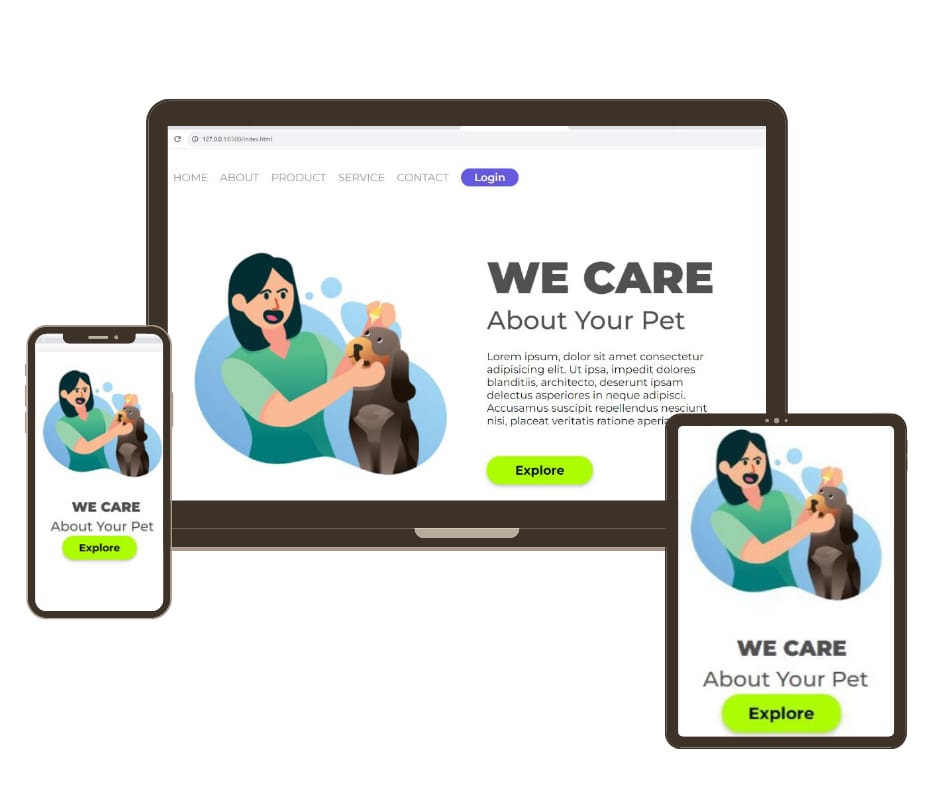 127.0.0.1:5500/index.html
HOME ABOUT PRODUCT SERVICE CONTACT Login
WE CARE
About Your Pet
Lorem ipsum, dolor sit amet consectetur
adipisicing elit. Ut ipsa, impedit dolores
blanditiis, architecto, deserunt ipsam
delectus asperiores in neque adipisci.
Accusamus suscipit repellendus nesciunt
nisi, placeat veritatis ratione
Explore
WE CARE
About Your Pet
Explore
WE CARE
About Your Pet
Explore